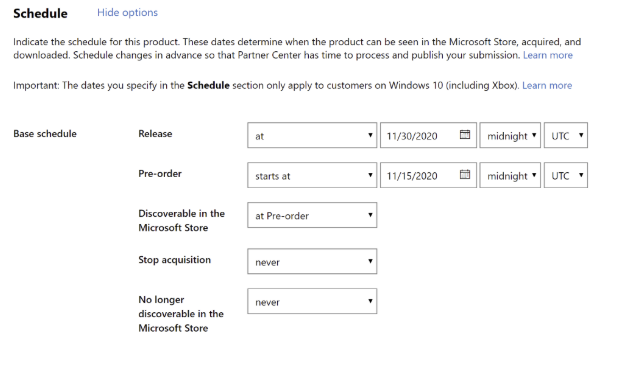 Schedule Hide options
Indicate the schedule for this product. These dates determine when the product can be seen in the Microsoft Store, acquired, and
downloaded. Schedule changes in advance so that Partner Center has time to process and publish your submission. Learn more
Important: The dates you specify in the Schedule section only apply to customers on Windows 10 (including Xbox). Learn more
Base schedule Release at 11/30/2020 midnight UTC
Pre-order starts at 11/15/2020 midnight UTC
Discoverable in the
Microsoft Store
at Pre-order
Stop acquisition never
No longer
discoverable in the
Microsoft Store
never